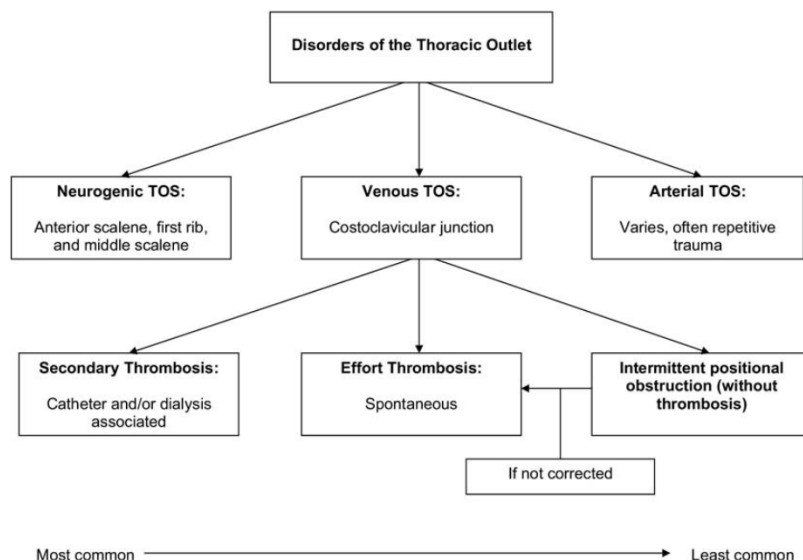 Disorders of the Thoracic Outlet
Neurogenic TOS:
Anterior scalene, first rib,
and middle scalene
Venous TOS:
Costoclavicular junction
Arterial TOS:
Varies, often repetitive
trauma
Secondary Thrombosis:
Catheter and/or dialysis
associated
Effort Thrombosis:
Spontaneous
Intermittent positional
obstruction (without
thrombosis)
If not corrected
Most common
Least common